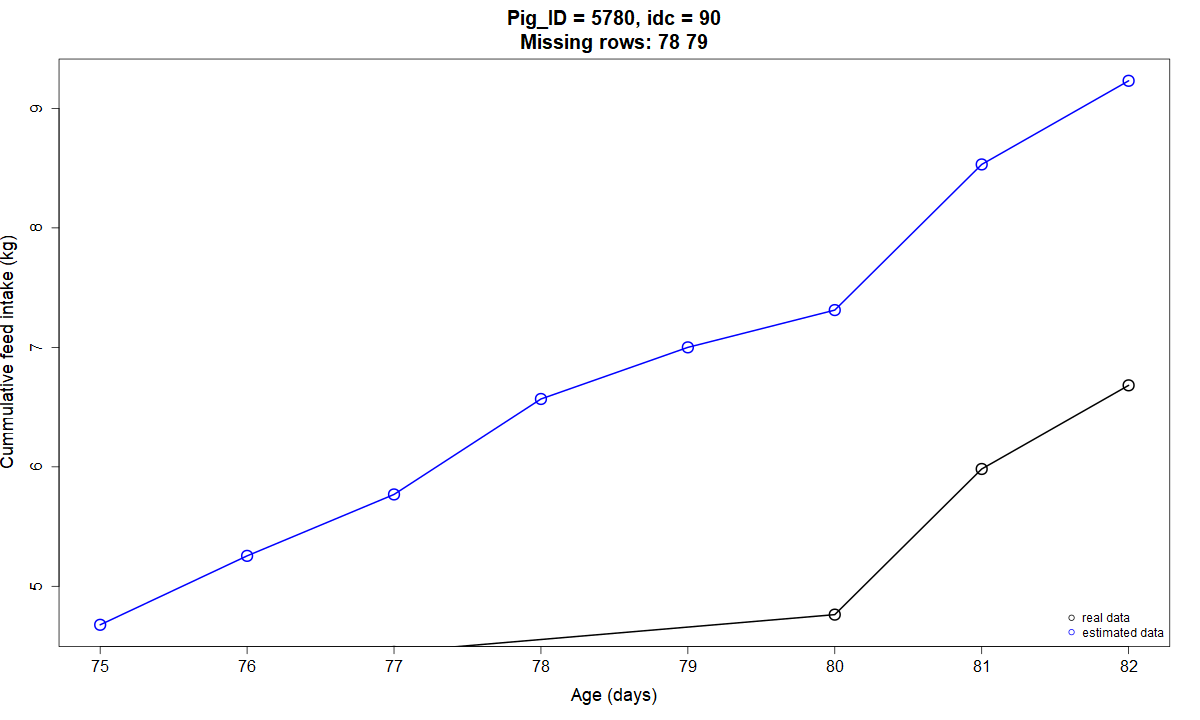 Pig_ID = 5780, idc = 90
Missing rows: 78 79
Cummulative feed intake (kg)
9
8
7
6
5
75 76 77 78 79 80 81 82
Age (days)
real data
estimated data